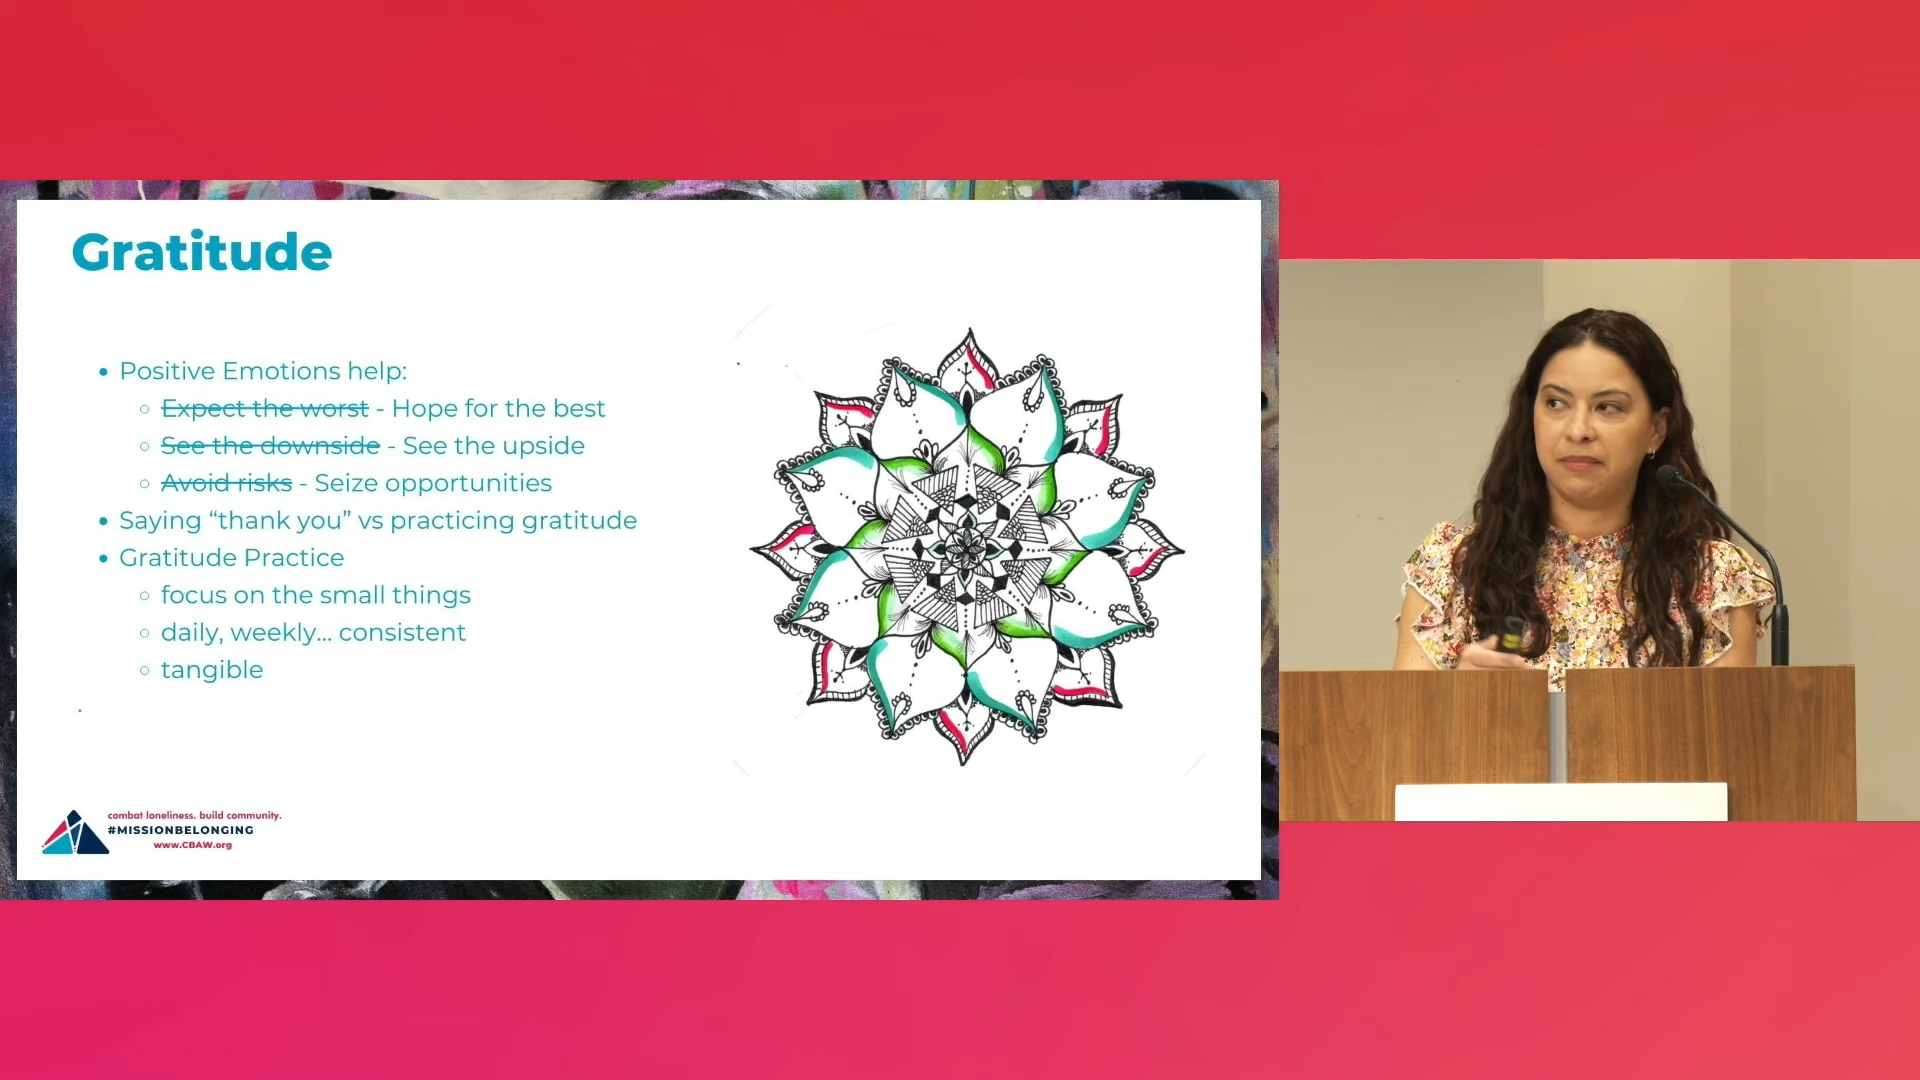 Gratitude
• Positive Emotions help:
○ Expect the worst - Hope for the best
○ See the downside - See the upside
○ Avoid risks - Seize opportunities
• Saying “thank you” vs practicing gratitude
• Gratitude Practice
○ focus on the small things
○ daily, weekly... consistent
○ tangible
.
combat loneliness. build community.
#MISSIONBELONGING
www.CBAW.org